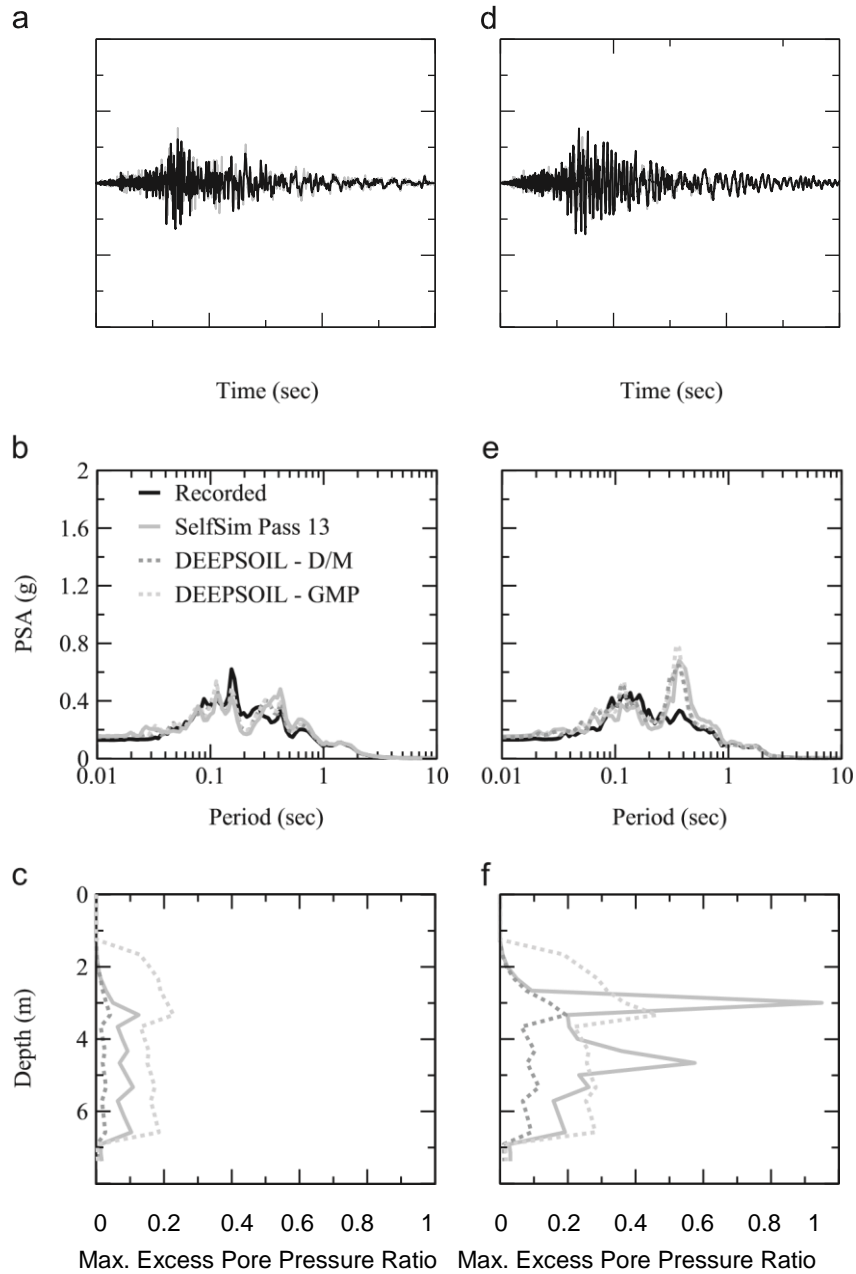 a
d
Time (sec)
Time (sec)
b
e
2
1.6
1.2
0.8
0.4
0
PSA (g)
Recorded
SelfSim Pass 13
DEEPSOIL - D/M
DEEPSOIL - GMP
0.01 0.1 1 10
0.01 0.1 1 10
Period (sec)
Period (sec)
c
f
0
2
4
6
Depth (m)
0 0.2 0.4 0.6 0.8 1
0 0.2 0.4 0.6 0.8 1
Max. Excess Pore Pressure Ratio
Max. Excess Pore Pressure Ratio